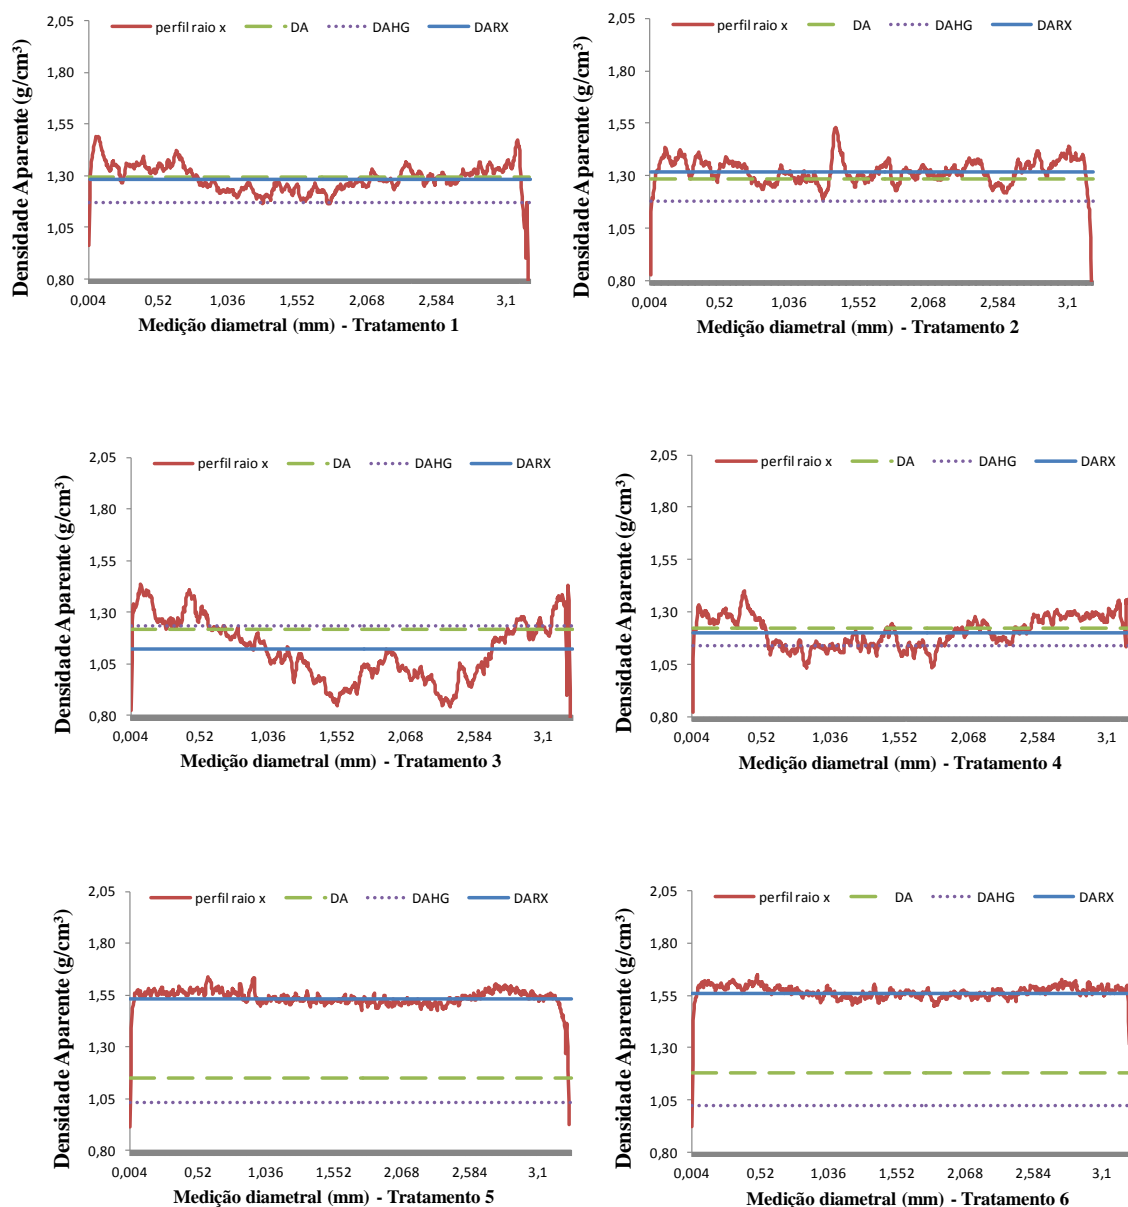 perfil raio x DA DAHG DARX
Densidade Aparente (g/cm³)
2,05
1,80
1,55
1,30
1,05
0,80
0,004 0,52 1,036 1,552 2,068 2,584 3,1
Medição diametral (mm) - Tratamento 1
perfil raio x DA DAHG DARX
Densidade Aparente (g/cm³)
2,05
1,80
1,55
1,30
1,05
0,80
0,004 0,52 1,036 1,552 2,068 2,584 3,1
Medição diametral (mm) - Tratamento 2
perfil raio x DA DAHG DARX
Densidade Aparente (g/cm³)
2,05
1,80
1,55
1,30
1,05
0,80
0,004 0,52 1,036 1,552 2,068 2,584 3,1
Medição diametral (mm) - Tratamento 3
perfil raio x DA DAHG DARX
Densidade Aparente (g/cm³)
2,05
1,80
1,55
1,30
1,05
0,80
0,004 0,52 1,036 1,552 2,068 2,584 3,1
Medição diametral (mm) - Tratamento 4
perfil raio x DA DAHG DARX
Densidade Aparente (g/cm³)
2,05
1,80
1,55
1,30
1,05
0,80
0,004 0,52 1,036 1,552 2,068 2,584 3,1
Medição diametral (mm) - Tratamento 5
perfil raio x DA DAHG DARX
Densidade Aparente (g/cm³)
2,05
1,80
1,55
1,30
1,05
0,80
0,004 0,52 1,036 1,552 2,068 2,584 3,1
Medição diametral (mm) - Tratamento 6